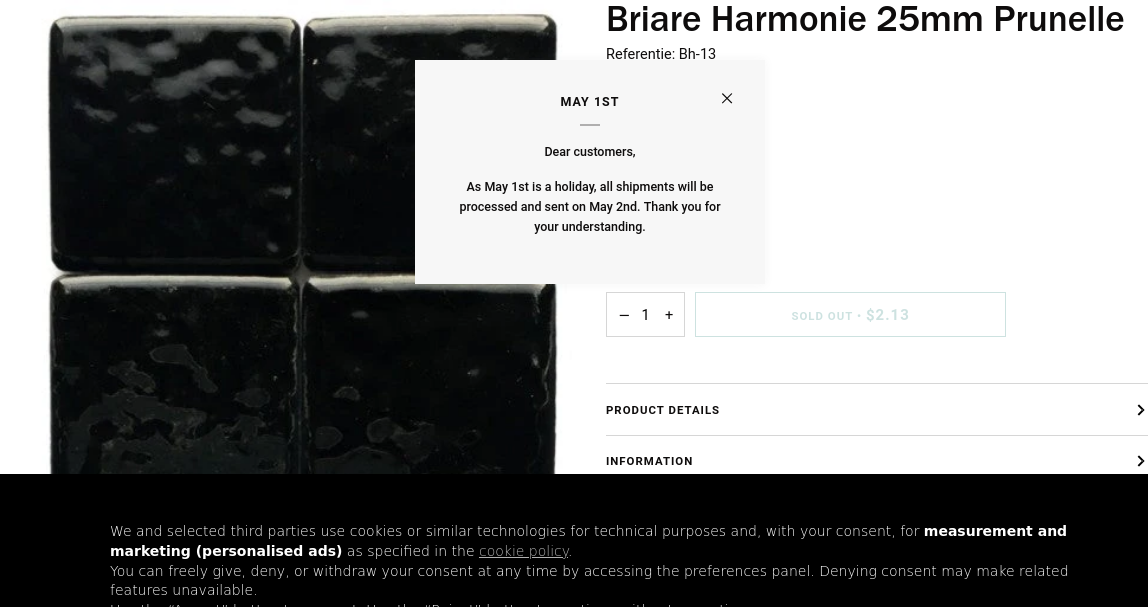 Briare Harmonie 25mm Prunelle
Referentie: Bh-13
MAY 1ST
Dear customers,
As May 1st is a holiday, all shipments will be
processed and sent on May 2nd. Thank you for
your understanding.
— 1 +
SOLD OUT • $2.13
PRODUCT DETAILS
INFORMATION
We and selected third parties use cookies or similar technologies for technical purposes and, with your consent, for measurement and
marketing (personalised ads) as specified in the cookie policy.
You can freely give, deny, or withdraw your consent at any time by accessing the preferences panel. Denying consent may make related
features unavailable.